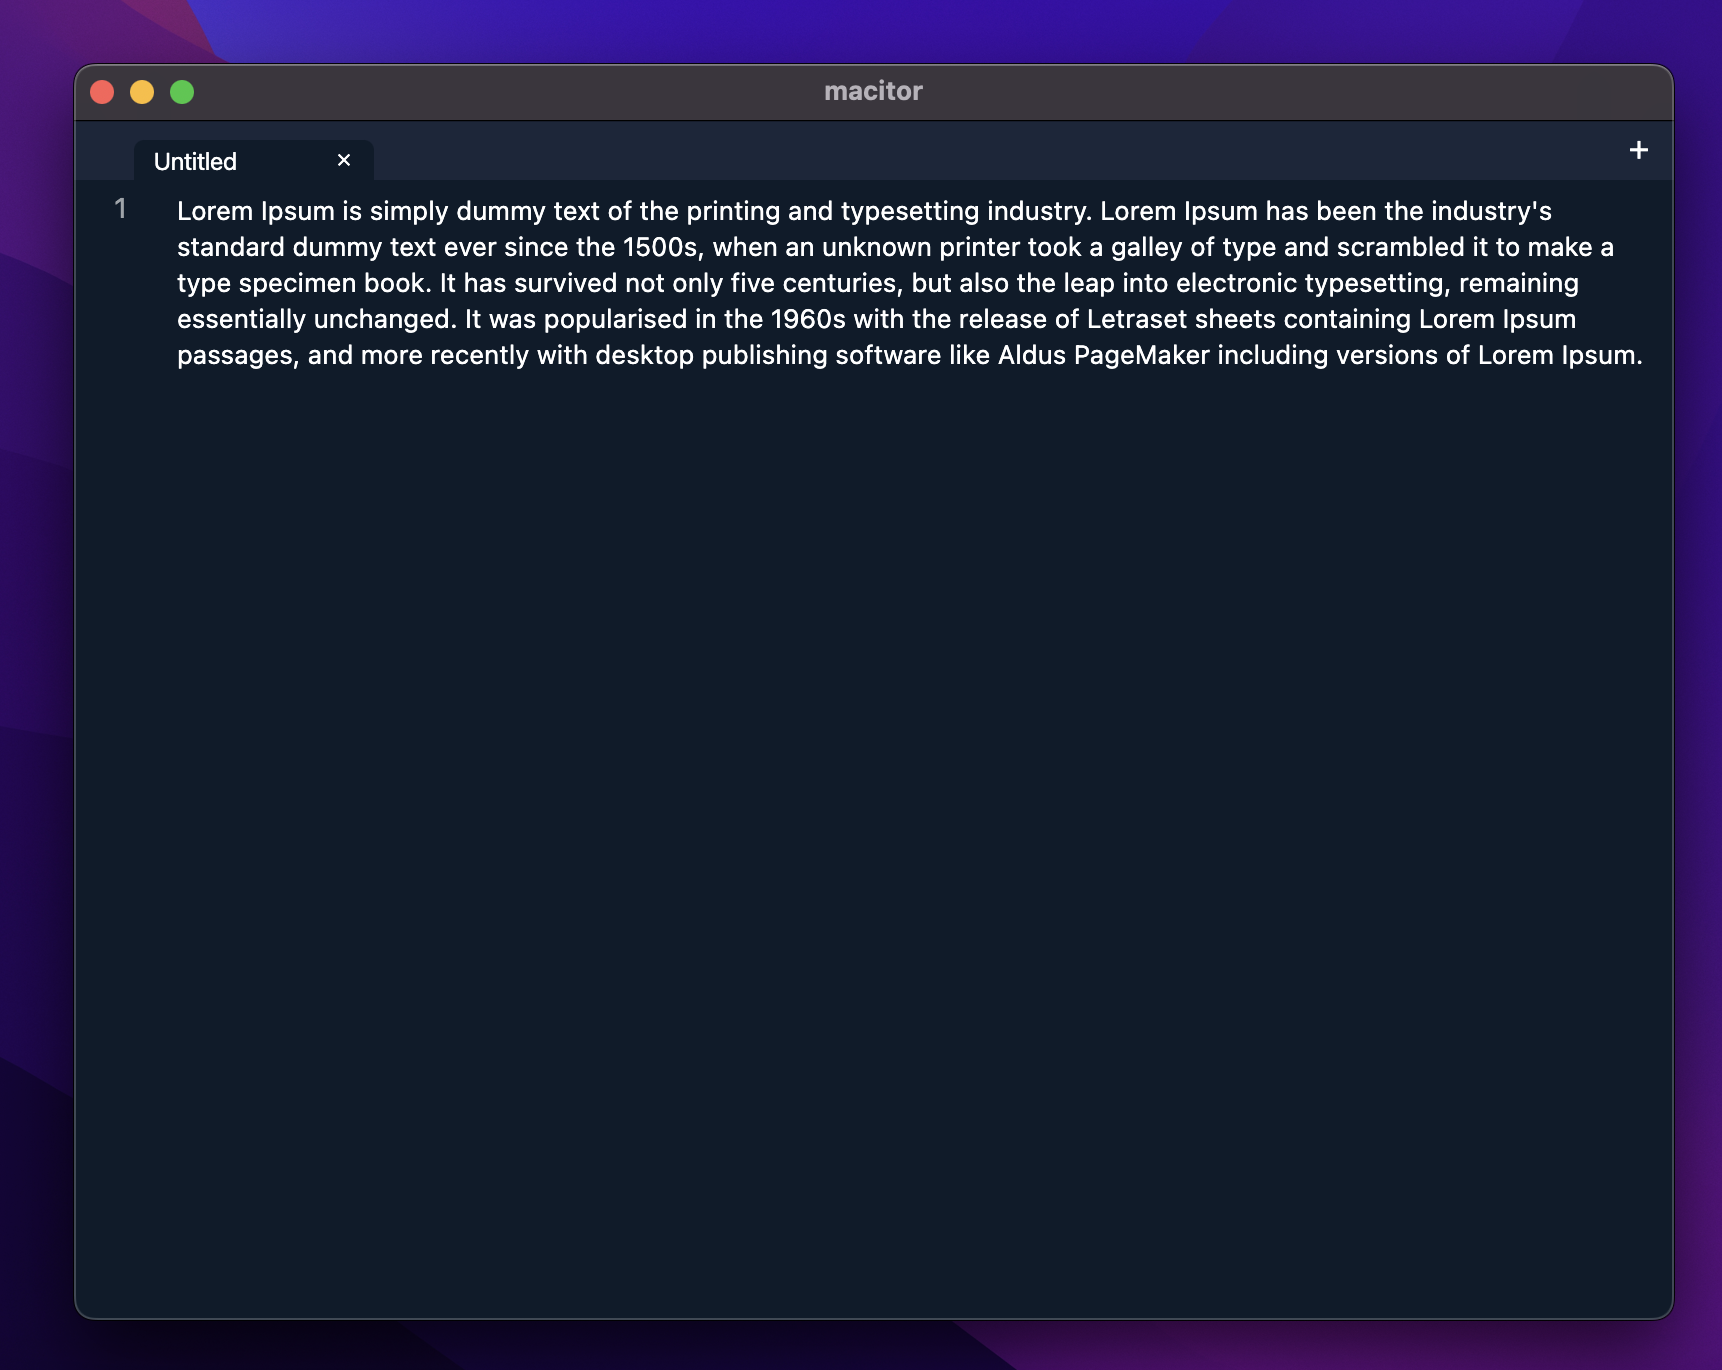 macitor
Untitled ×
+
1
Lorem Ipsum is simply dummy text of the printing and typesetting industry. Lorem Ipsum has been the industry's
standard dummy text ever since the 1500s, when an unknown printer took a galley of type and scrambled it to make a
type specimen book. It has survived not only five centuries, but also the leap into electronic typesetting, remaining
essentially unchanged. It was popularised in the 1960s with the release of Letraset sheets containing Lorem Ipsum
passages, and more recently with desktop publishing software like Aldus PageMaker including versions of Lorem Ipsum.